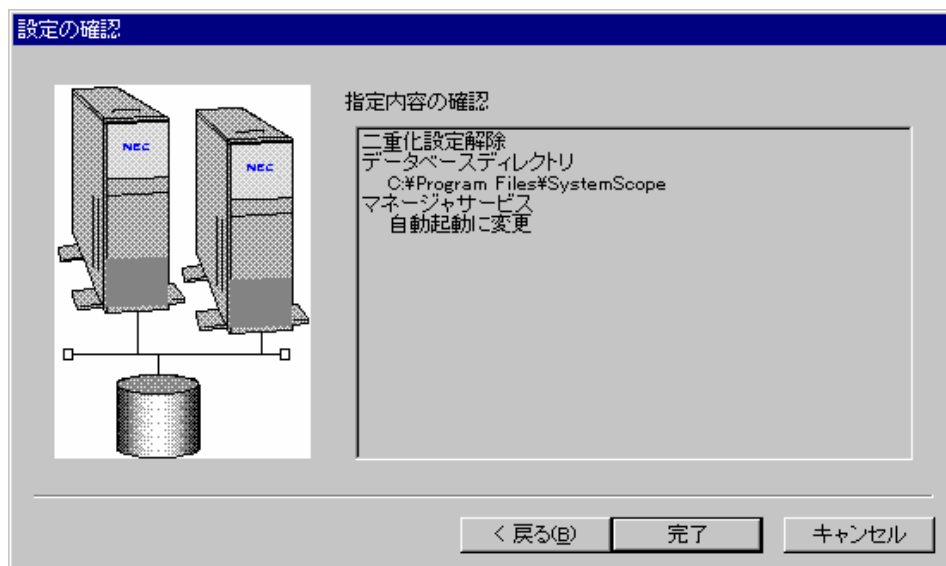 設定の確認
NEC
NEC
指定内容の確認
二重化設定解除
データベースディレクトリ
C:¥Program Files¥SystemScope
マネージャサービス
自動起動に変更
< 戻る(B)
完了
キャンセル